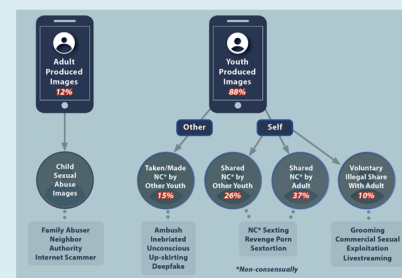 Adult
Produced
Images
12%
Youth
Produced
Images
88%
Other
Self
Child
Sexual
Abuse
Images
Taken/Made
NC* by
Other Youth
15%
Shared
NC* by
Other Youth
26%
Shared
NC* by
Adult
37%
Voluntary
Illegal Share
With Adult
10%
Family Abuser
Neighbor
Authority
Internet Scammer
Ambush
Inebriated
Unconscious
Up-skirting
Deepfake
NC* Sexting
Revenge Porn
Sextortion
Grooming
Commercial Sexual
Exploitation
Livestreaming
*Non-consensually